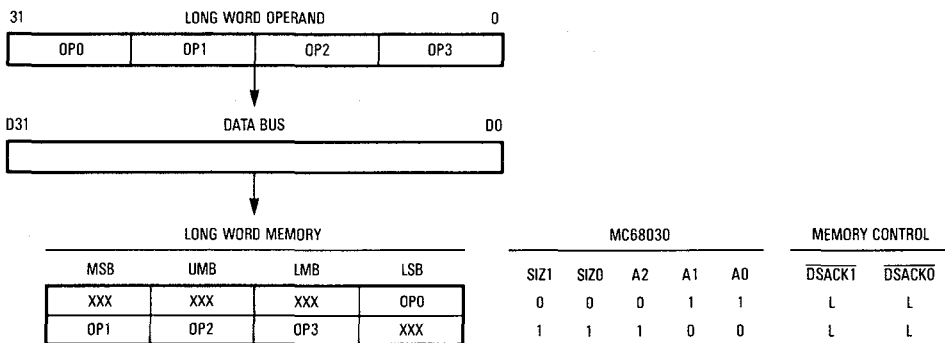 31 LONG WORD OPERAND 0
OP0 OP1 OP2 OP3
D31 DATA BUS D0
LONG WORD MEMORY MC68030 MEMORY CONTROL
MSB UMB LMB LSB SIZ1 SIZ0 A2 A1 A0 DSACK1 DSACK0
XXX XXX XXX OP0 0 0 0 1 1 L L
OP1 OP2 OP3 XXX 1 1 1 0 0 L L